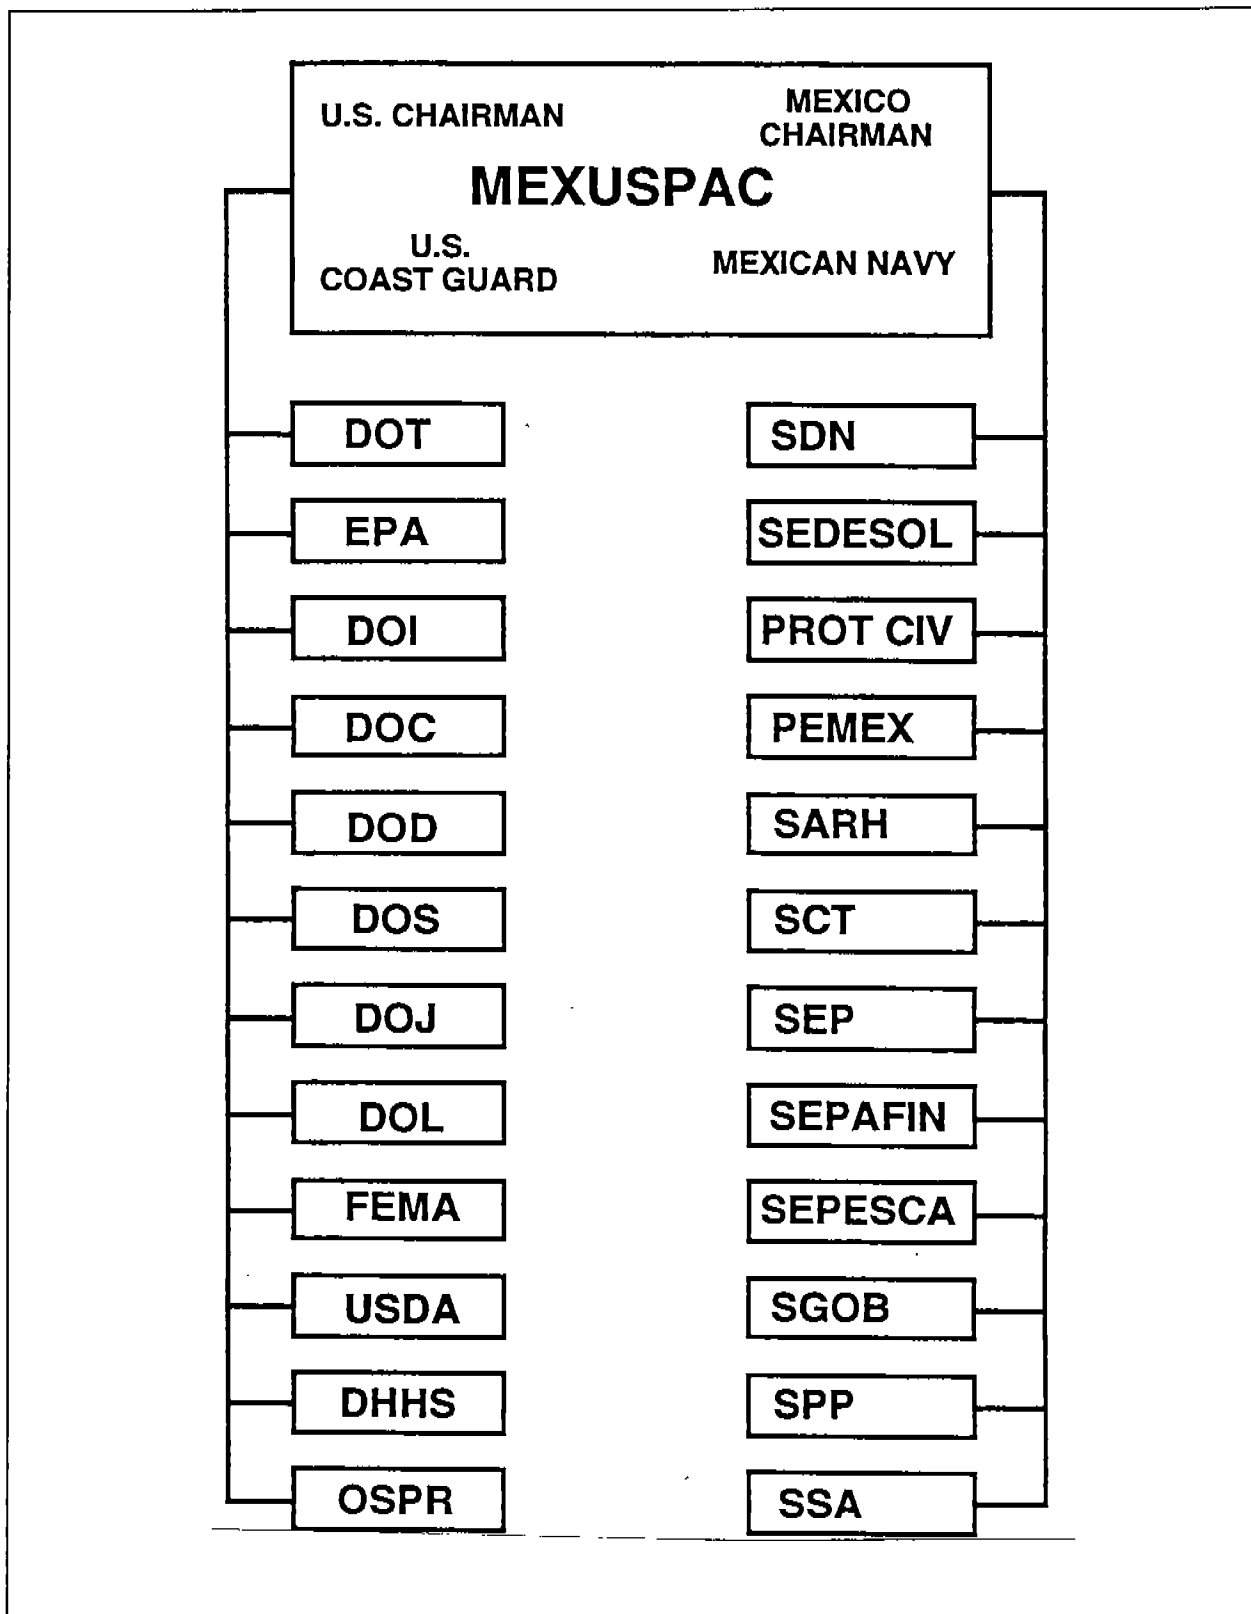 U.S. CHAIRMAN
MEXICO
CHAIRMAN
MEXUSPAC
U.S.
COAST GUARD
MEXICAN NAVY
DOT
EPA
DOI
DOC
DOD
DOS
DOJ
DOL
FEMA
USDA
DHHS
OSPR
SDN
SEDESOL
PROT CIV
PEMEX
SARH
SCT
SEP
SEPAFIN
SEPESCA
SGOB
SPP
SSA